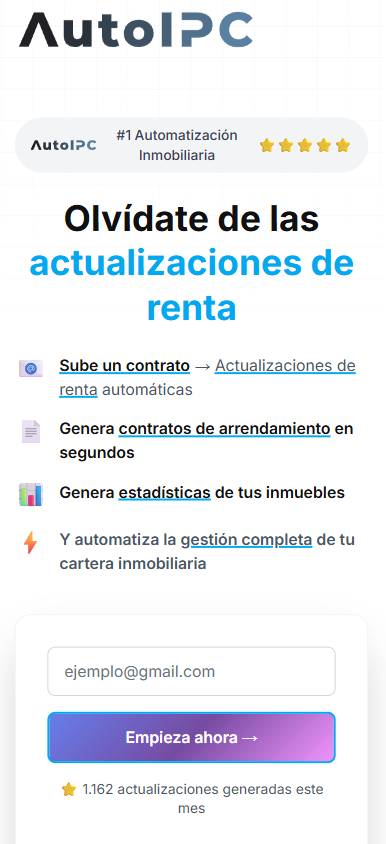 AutoIPC
AutoIPC
#1 Automatización
Inmobiliaria
Olvídate de las
actualizaciones de
renta
Sube un contrato → Actualizaciones de
renta automáticas
Genera contratos de arrendamiento en
segundos
Genera estadísticas de tus inmuebles
Y automatiza la gestión completa de tu
cartera inmobiliaria
ejemplo@gmail.com
Empieza ahora →
1.162 actualizaciones generadas este
mes